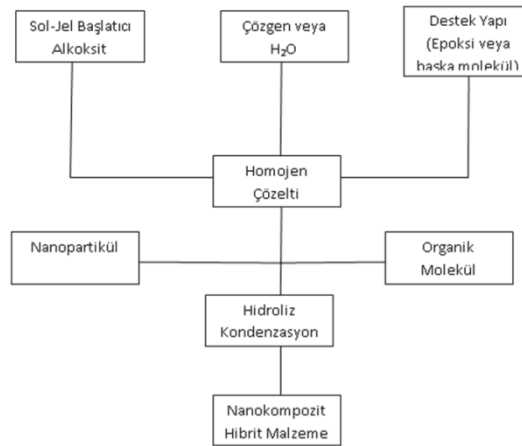 Sol-Jel Başlatıcı
Alkoksit
Çözgen veya
H₂O
Destek Yapı
(Epoksi veya
başka molekül)
Homojen
Çözelti
Nanopartikül
Organik
Molekül
Hidroliz
Kondenzasyon
Nanokompozit
Hibrit Malzeme